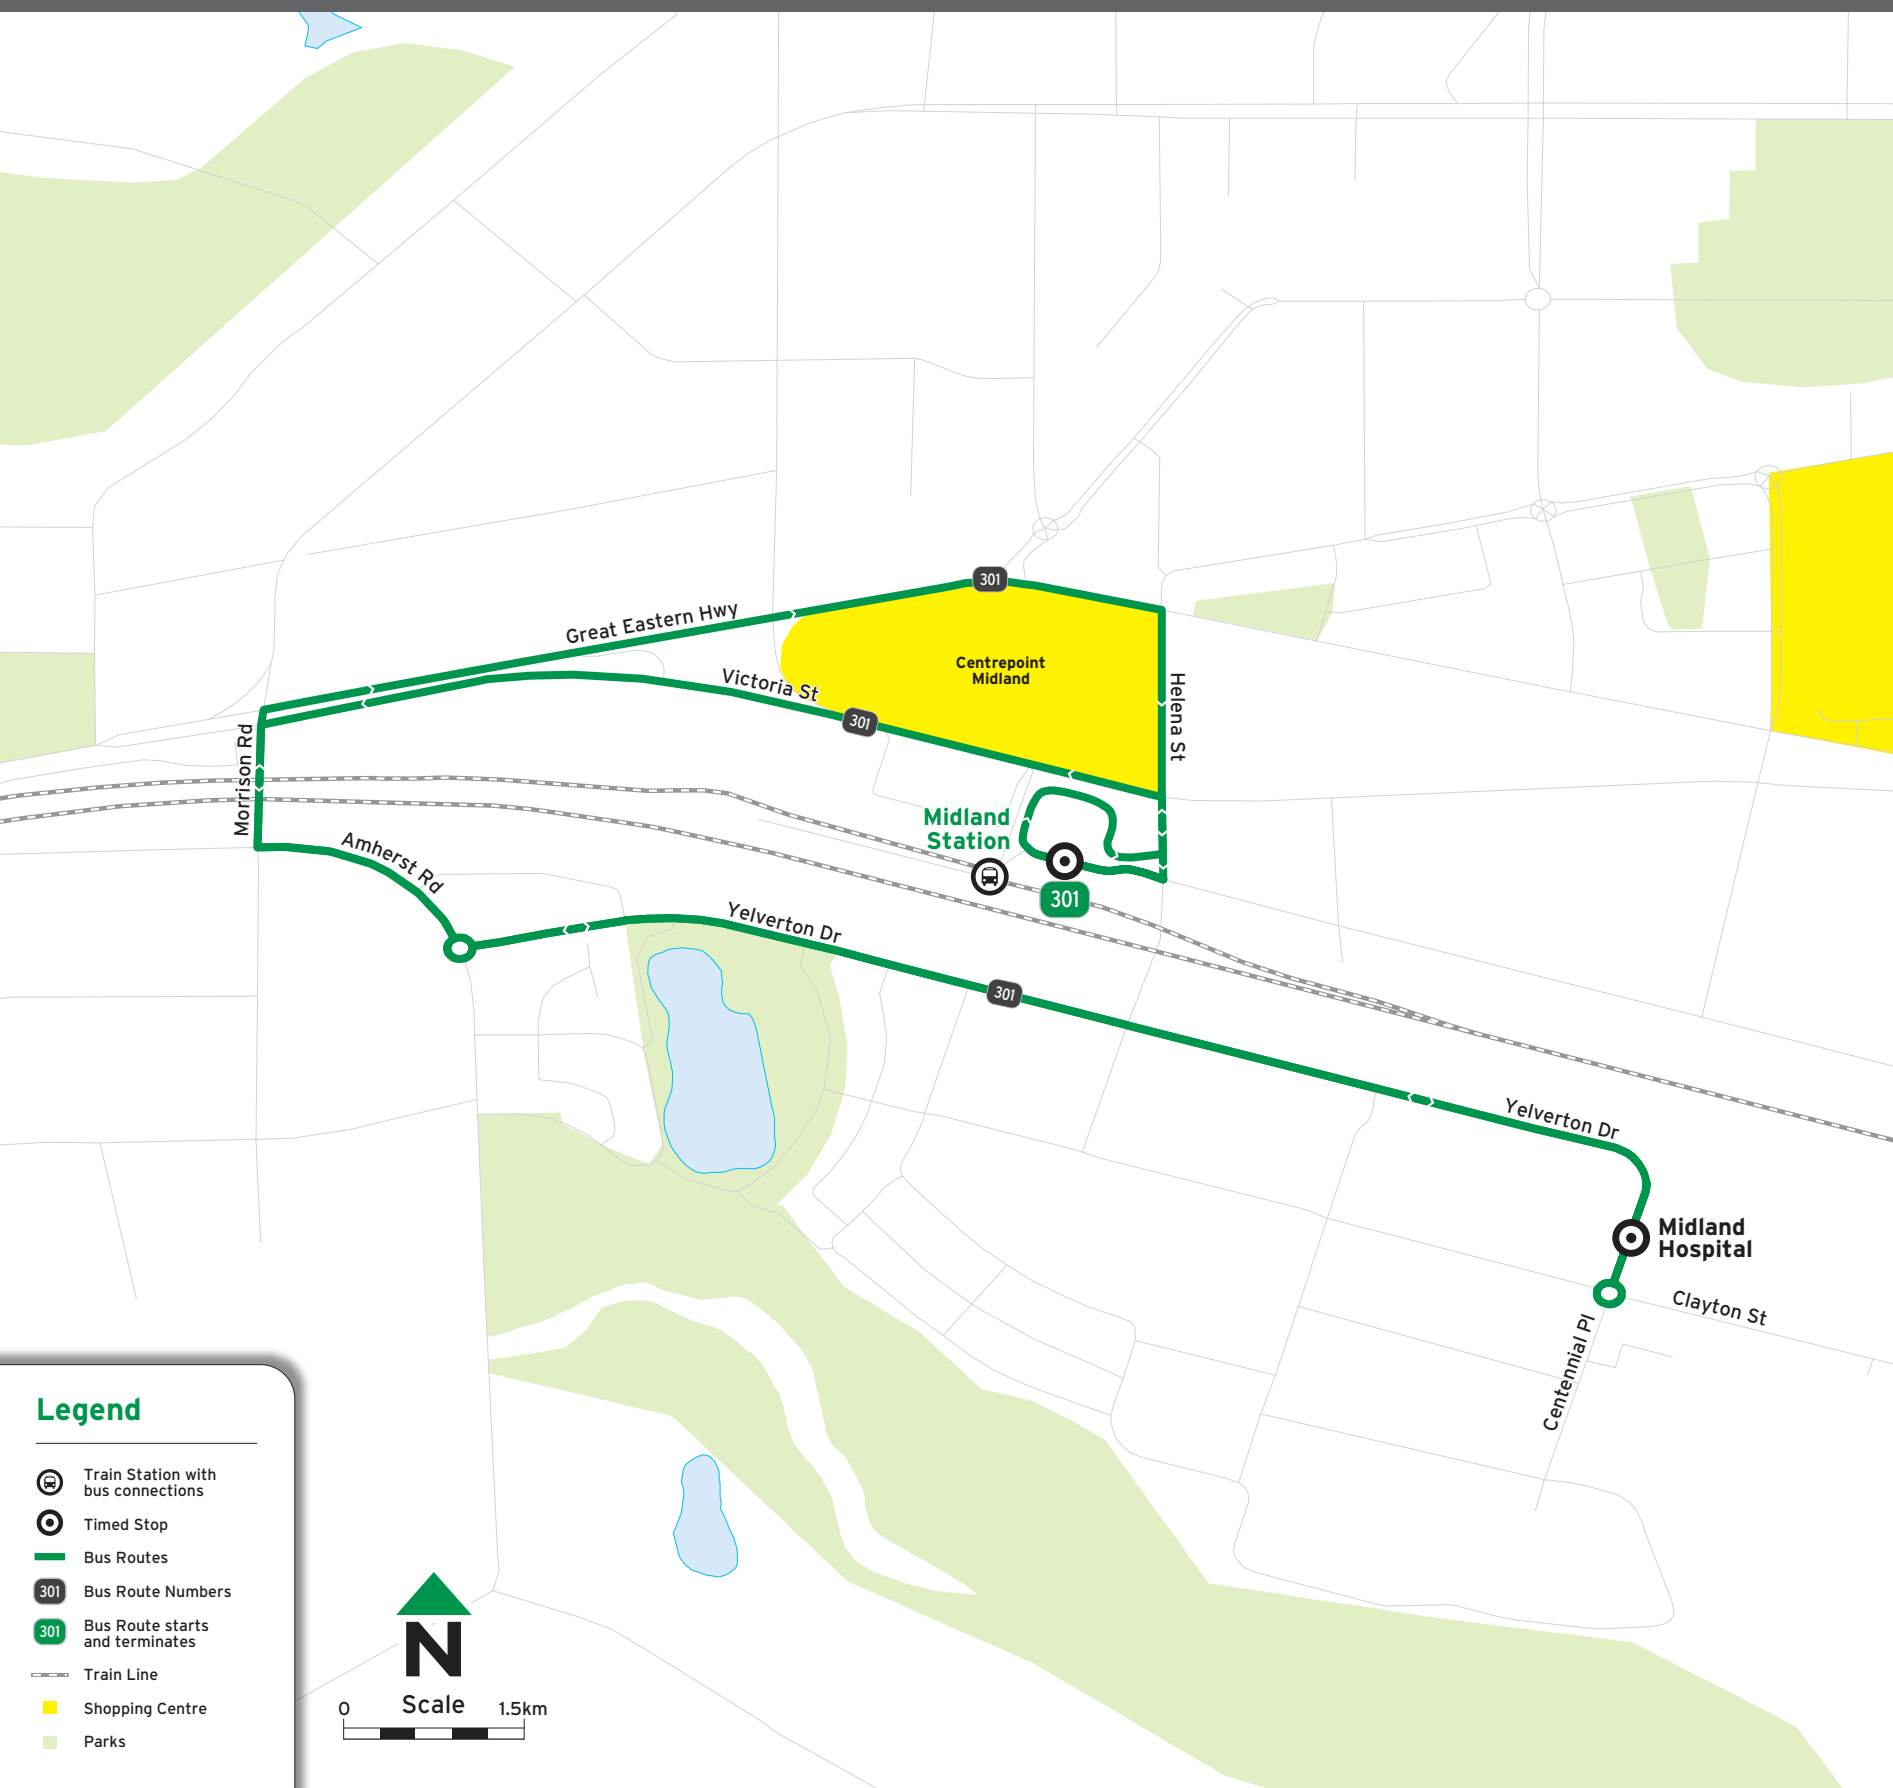 301
Great Eastern Hwy
Centrepoint
Midland
Victoria St
301
Helena St
Morrison Rd
Midland
Station
Amherst Rd
301
Yelverton Dr
301
Yelverton Dr
Midland
Hospital
Clayton St
Centennial Pl
Legend
Train Station with
bus connections
Timed Stop
Bus Routes
301 Bus Route Numbers
301 Bus Route starts
and terminates
Train Line
Shopping Centre
Parks
N
0 Scale 1.5km